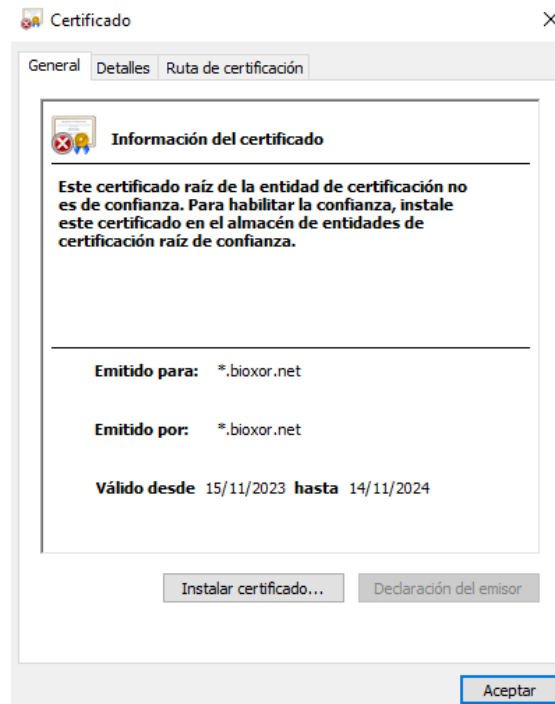 Certificado
General Detalles Ruta de certificación
Información del certificado
Este certificado raíz de la entidad de certificación no
es de confianza. Para habilitar la confianza, instale
este certificado en el almacén de entidades de
certificación raíz de confianza.
Emitido para: *.bioxor.net
Emitido por: *.bioxor.net
Válido desde 15/11/2023 hasta 14/11/2024
Instalar certificado... Declaración del emisor
Aceptar